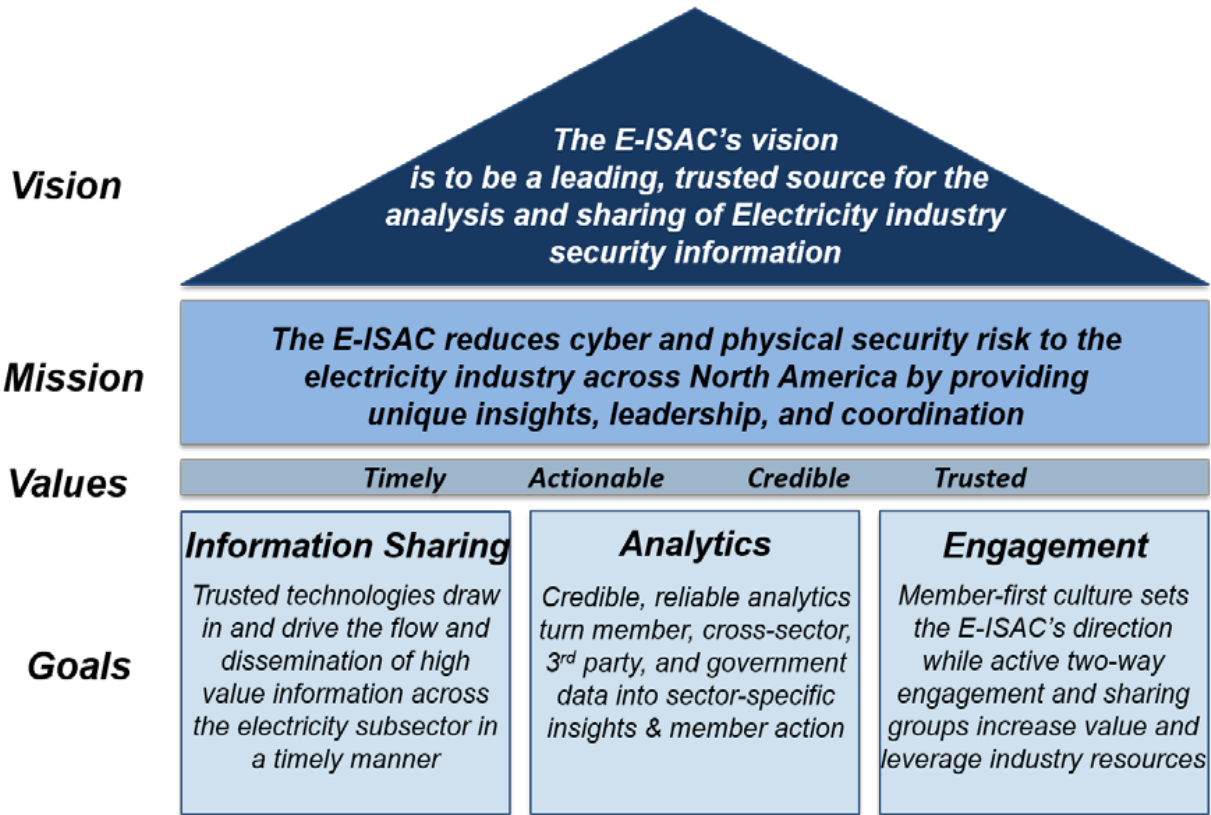 Vision
The E-ISAC's vision
is to be a leading, trusted source for the
analysis and sharing of Electricity industry
security information
Mission
The E-ISAC reduces cyber and physical security risk to the
electricity industry across North America by providing
unique insights, leadership, and coordination
Values
Timely Actionable Credible Trusted
Goals
Information Sharing
Trusted technologies draw
in and drive the flow and
dissemination of high
value information across
the electricity subsector in
a timely manner
Analytics
Credible, reliable analytics
turn member, cross-sector,
3rd party, and government
data into sector-specific
insights & member action
Engagement
Member-first culture sets
the E-ISAC's direction
while active two-way
engagement and sharing
groups increase value and
leverage industry resources